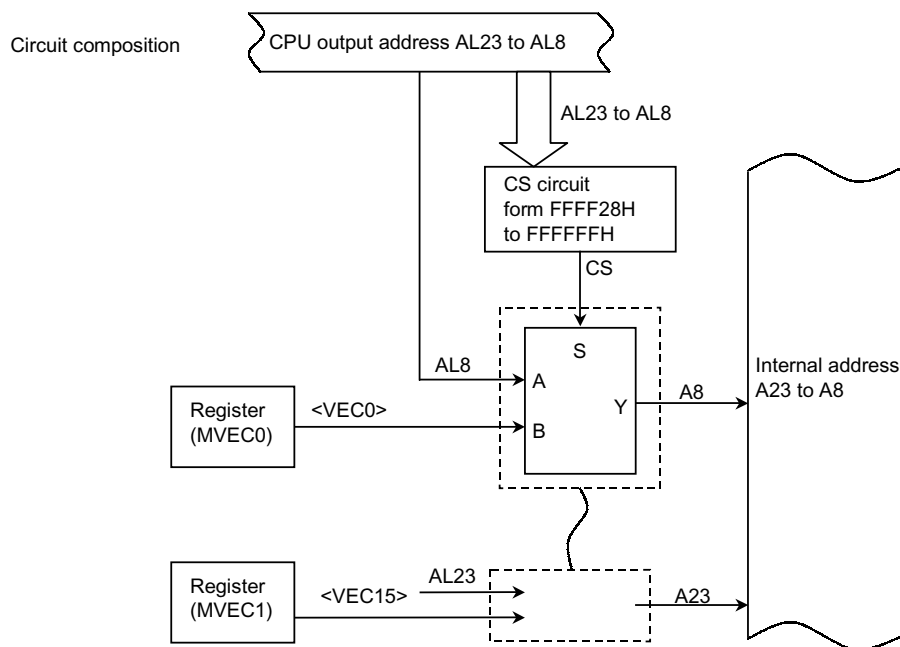 Circuit composition
CPU output address AL23 to AL8
AL23 to AL8
CS circuit
form FFFF28H
to FFFFFFH
CS
S
AL8
A
Internal address
A23 to A8
Register
(MVEC0)
<VEC0>
B
Y
A8
Register
(MVEC1)
<VEC15>
AL23
A23